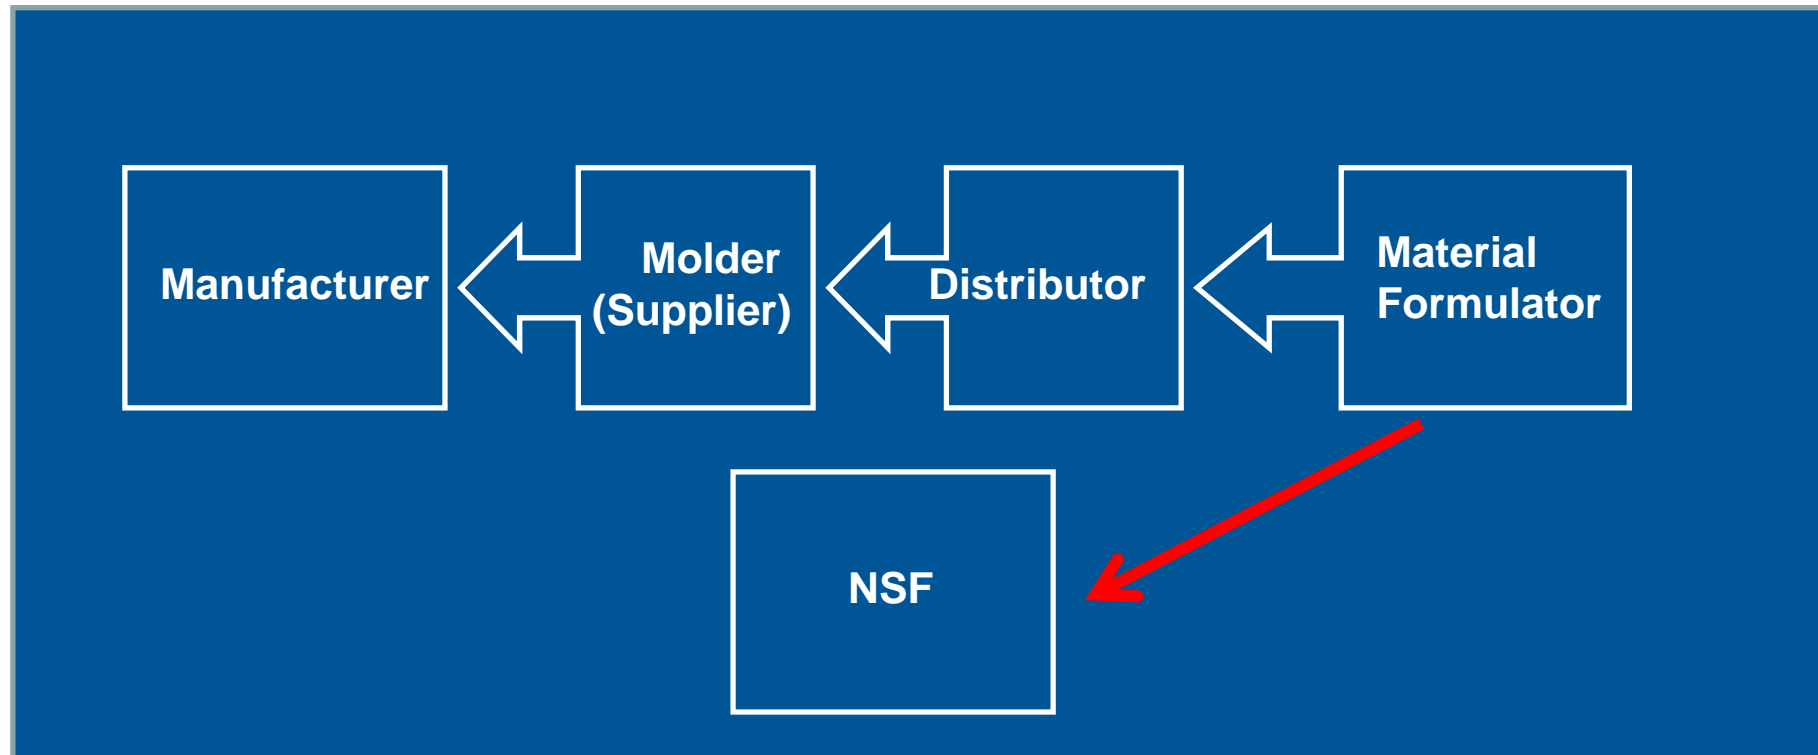 Manufacturer
Molder
(Supplier)
Distributor
Material
Formulator
NSF